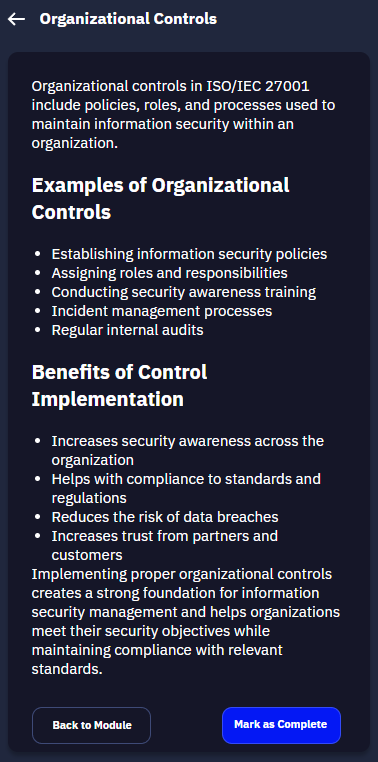 Organizational Controls
Organizational controls in ISO/IEC 27001
include policies, roles, and processes used to
maintain information security within an
organization.
Examples of Organizational
Controls
• Establishing information security policies
• Assigning roles and responsibilities
• Conducting security awareness training
• Incident management processes
• Regular internal audits
Benefits of Control
Implementation
• Increases security awareness across the
organization
• Helps with compliance to standards and
regulations
• Reduces the risk of data breaches
• Increases trust from partners and
customers
Implementing proper organizational controls
creates a strong foundation for information
security management and helps organizations
meet their security objectives while
maintaining compliance with relevant
standards.
Back to Module
Mark as Complete